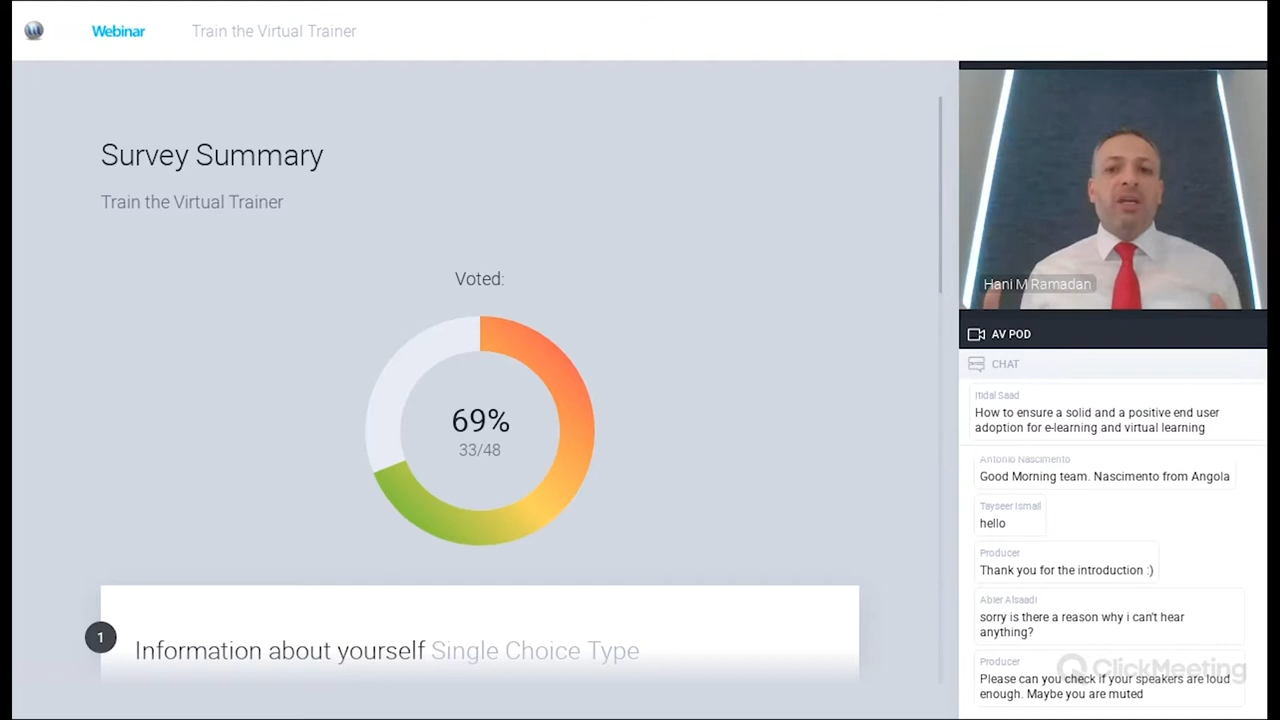 Webinar
Train the Virtual Trainer
Survey Summary
Train the Virtual Trainer
Voted:
69%
33/48
1
Information about yourself Single Choice Type
Hani M Ramadan
AV POD
CHAT
Itidal Saad
How to ensure a solid and a positive end user
adoption for e-learning and virtual learning
Antonio Nascimento
Good Morning team. Nascimento from Angola
Tayseer Ismail
hello
Producer
Thank you for the introduction :)
Abier Alsaadi
sorry is there a reason why i can't hear
anything?
Producer
Please can you check if your speakers are loud
enough. Maybe you are muted
ClickMeeting